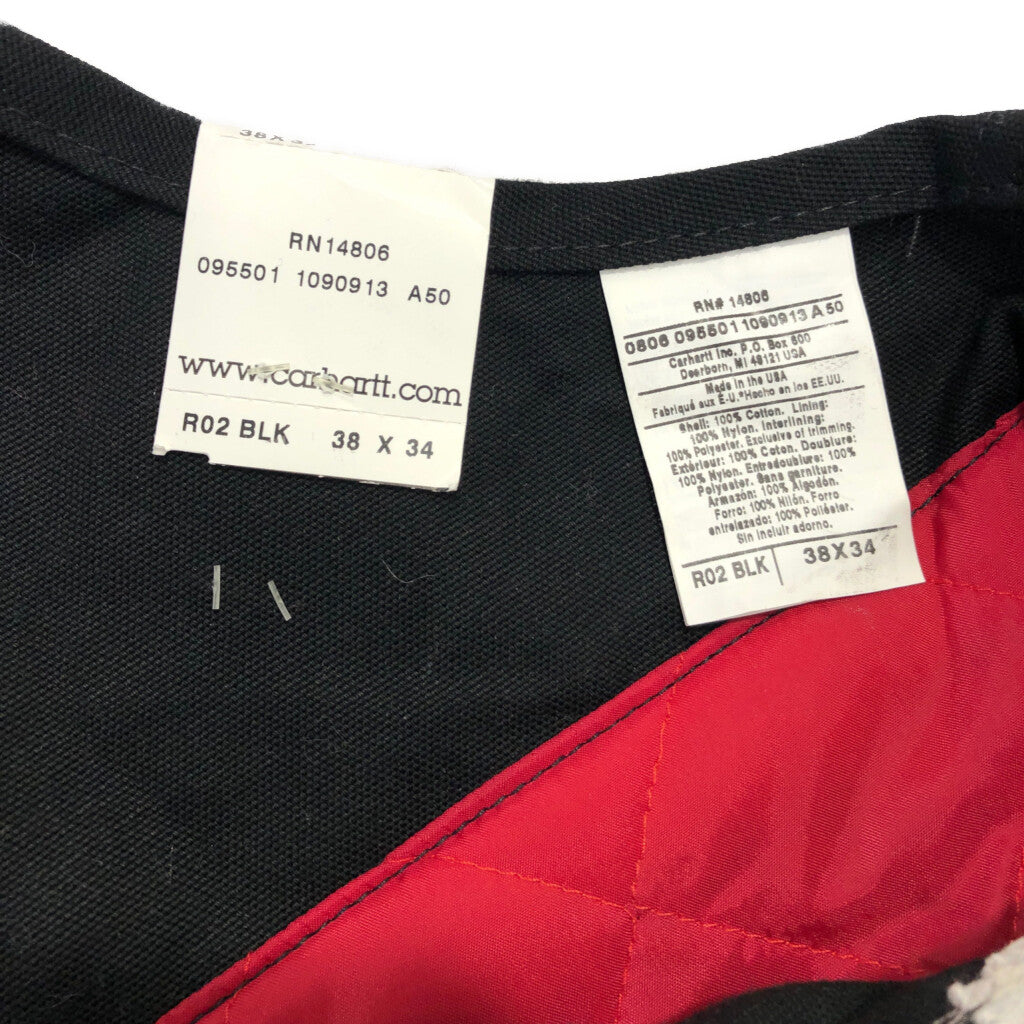 38 X 3
RN14806
095501 1090913 A50
www.carhartt.com
R02 BLK 38 X 34
RN# 14806
0806 095501 1090913 A 50
Carhartt Inc. P.O. Box 600
Dearborn, MI 48121 USA
Made in the USA
Fabriqué aux É-U.*Hecho en los EE.UU.
Shell: 100% Cotton. Lining:
100% Nylon. Interlining:
100% Polyester. Exclusive of trimming.
Extérieur: 100% Coton. Doublure:
100% Nylon. Entredoublure: 100%
Polyester. Sans garniture.
Armazón: 100% Algodón.
Forro: 100% Nilón. Forro
entrelazado: 100% Poliéster.
Sin incluir adorno.
R02 BLK 38 X 34